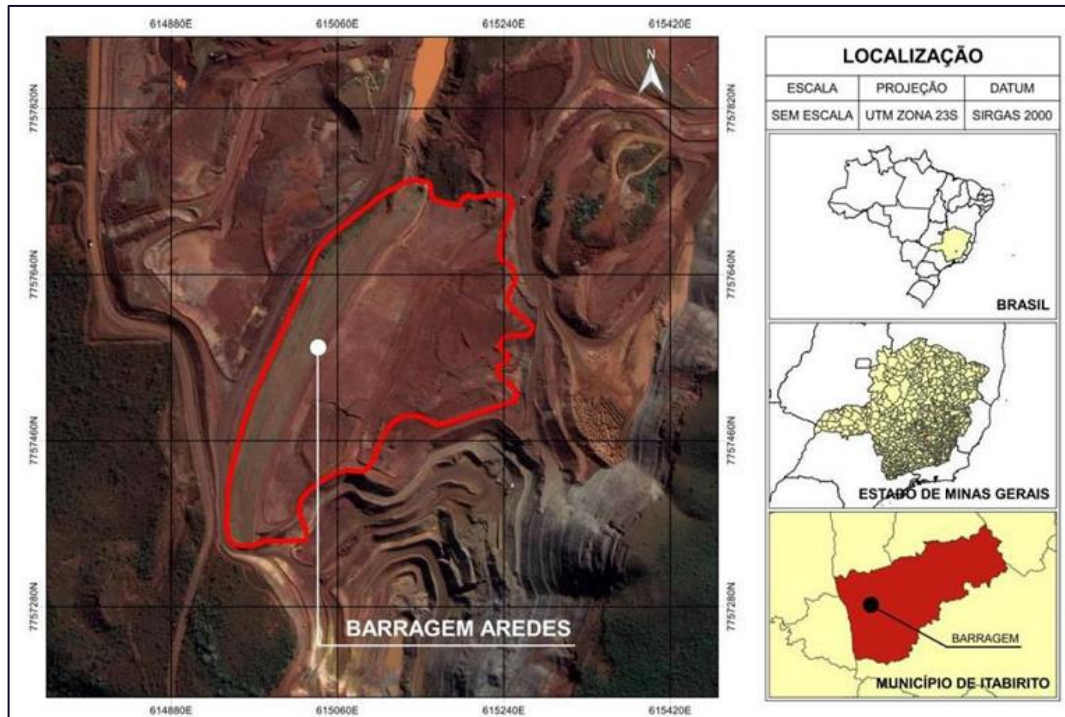 614880E 615060E 615240E 615420E
7757820N 7757820N
7757640N 7757640N
7757460N 7757460N
7757280N 7757280N
N
BARRAGEM AREDES
614880E 615060E 615240E 615420E
LOCALIZAÇÃO
ESCALA PROJEÇÃO DATUM
SEM ESCALA UTM ZONA 23S SIRGAS 2000
BRASIL
ESTADO DE MINAS GERAIS
BARRAGEM
MUNICÍPIO DE ITABIRITO